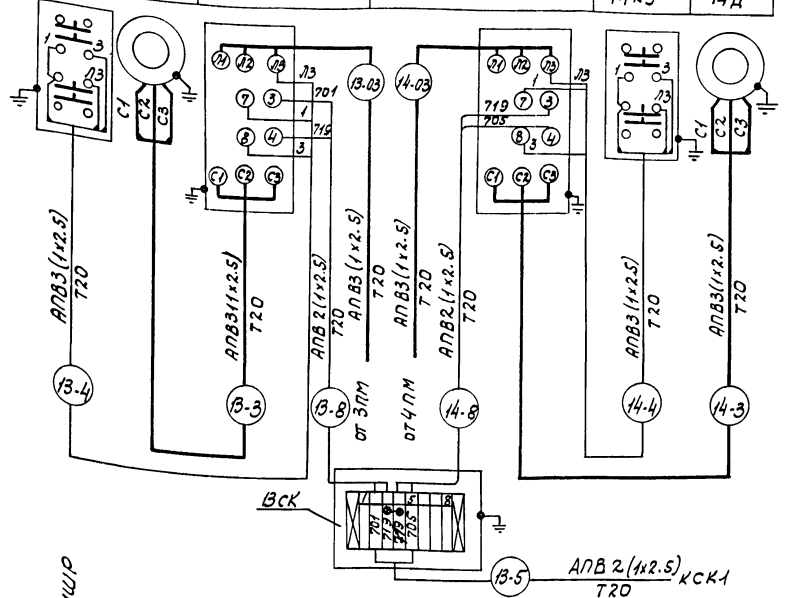 14К3 14Д
1 3 Л3
С1 С2 С3
Л1 Л2 Л3
7 3
8 4
С1 С2 С3
Л3
701
1
719
3
13-03
14-03
Л1 Л2 Л3
7 3
8 4
С1 С2 С3
1
Л3
719
705
3
1 3 Л3
С1 С2 С3
АПВ3(1х2.5)
Т20
АПВ3(1х2.5)
Т20
АПВ2(1х2.5)
Т20
АПВ3(1х2.5)
Т20
АПВ3(1х2.5)
Т20
АПВ2(1х2.5)
Т20
АПВ3(1х2.5)
Т20
АПВ3(1х2.5)
Т20
13-4
13-3
13-8
от 3ПМ
от 4ПМ
14-8
14-4
14-3
ВСК
1 5 8
701 719 719 705
13-5
АПВ2(1х2.5) КСК1
Т20
ШР